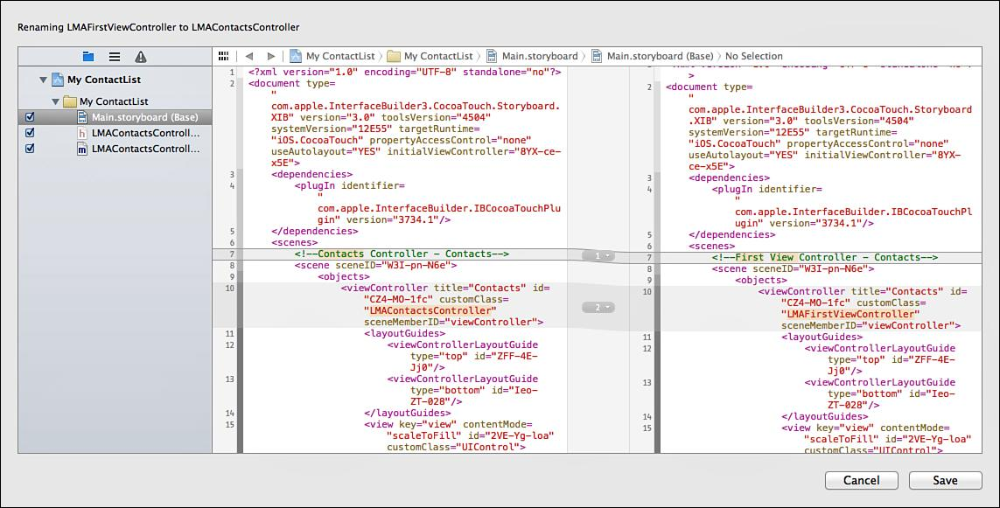 Renaming LMAFirstViewController to LMAContactsController
My ContactList
My ContactList
Main.storyboard (Base)
h LMAContactsControll...
m LMAContactsControll...
My ContactList My ContactList Main.storyboard Main.storyboard (Base) No Selection
1 <?xml version="1.0" encoding="UTF-8" standalone="no"?>
2 <document type=
"
com.apple.InterfaceBuilder3.CocoaTouch.Storyboard.
XIB" version="3.0" toolsVersion="4504"
systemVersion="12E55" targetRuntime=
"iOS.CocoaTouch" propertyAccessControl="none"
useAutolayout="YES" initialViewController="8YX-ce-
x5E">
3 <dependencies>
4 <plugIn identifier=
"
com.apple.InterfaceBuilder.IBCocoaTouchPlu
gin" version="3734.1"/>
5 </dependencies>
6 <scenes>
7 <!--Contacts Controller - Contacts-->
8 <scene sceneID="W3I-pn-N6e">
9 <objects>
10 <viewController title="Contacts" id=
"CZ4-MO-1fc" customClass=
"LMAContactsController"
sceneMemberID="viewController">
11 <layoutGuides>
12 <viewControllerLayoutGuide
type="top" id="ZFF-4E-
Jj0"/>
13 <viewControllerLayoutGuide
type="bottom" id="Ieo-
ZT-028"/>
14 </layoutGuides>
15 <view key="view" contentMode=
"scaleToFill" id="2VE-Yg-loa"
customClass="UIControl">
1
2
>
2 <document type=
"
com.apple.InterfaceBuilder3.CocoaTouch.Storyboard
.XIB" version="3.0" toolsVersion="4504"
systemVersion="12E55" targetRuntime=
"iOS.CocoaTouch" propertyAccessControl="none"
useAutolayout="YES" initialViewController="8YX-
ce-x5E">
3 <dependencies>
4 <plugIn identifier=
"
com.apple.InterfaceBuilder.IBCocoaTouchPl
ugin" version="3734.1"/>
5 </dependencies>
6 <scenes>
7 <!--First View Controller - Contacts-->
8 <scene sceneID="W3I-pn-N6e">
9 <objects>
10 <viewController title="Contacts" id=
"CZ4-MO-1fc" customClass=
"LMAFirstViewController"
sceneMemberID="viewController">
11 <layoutGuides>
12 <viewControllerLayoutGuide
type="top" id="ZFF-4E-
Jj0"/>
13 <viewControllerLayoutGuide
type="bottom" id="Ieo-
ZT-028"/>
14 </layoutGuides>
15 <view key="view" contentMode=
"scaleToFill" id="2VE-Yg-loa"
customClass="UIControl">
Cancel Save